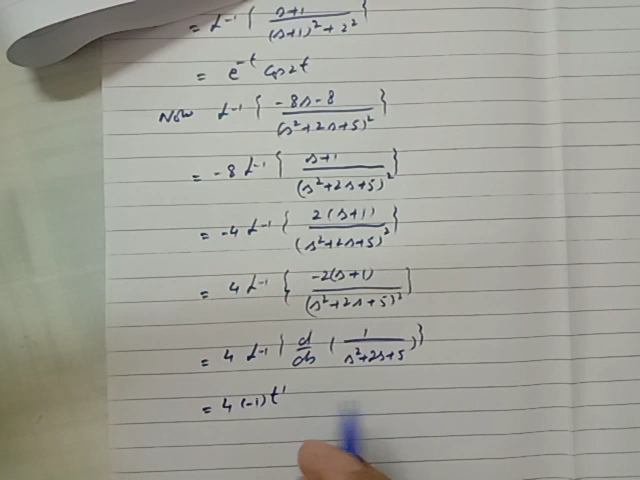 = L⁻¹ { s+1 / (s+1)² + 2² }
= e⁻ᵗ cos 2t
Now L⁻¹ { -8s-8 / (s²+2s+5)² }
= -8 L⁻¹ { s+1 / (s²+2s+5)² }
= -4 L⁻¹ { 2(s+1) / (s²+2s+5)² }
= 4 L⁻¹ { -2(s+1) / (s²+2s+5)² }
= 4 L⁻¹ { d/ds ( 1 / s²+2s+5 ) }
= 4 (-1) t¹